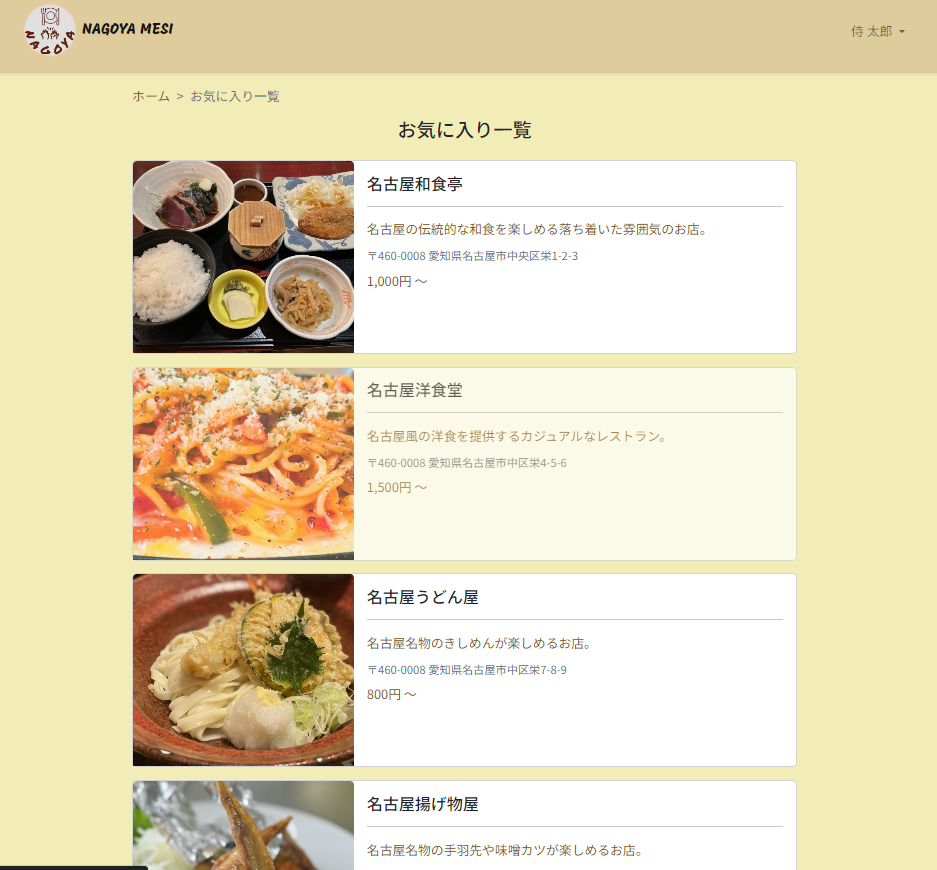 NAGOYA
NAGOYA MESI
侍 太郎
ホーム > お気に入り一覧
お気に入り一覧
名古屋和食亭
名古屋の伝統的な和食を楽しめる落ち着いた雰囲気のお店。
〒460-0008 愛知県名古屋市中央区栄1-2-3
1,000円 ～
名古屋洋食堂
名古屋風の洋食を提供するカジュアルなレストラン。
〒460-0008 愛知県名古屋市中区栄4-5-6
1,500円 ～
名古屋うどん屋
名古屋名物のきしめんが楽しめるお店。
〒460-0008 愛知県名古屋市中区栄7-8-9
800円 ～
名古屋揚げ物屋
名古屋名物の手羽先や味噌カツが楽しめるお店。